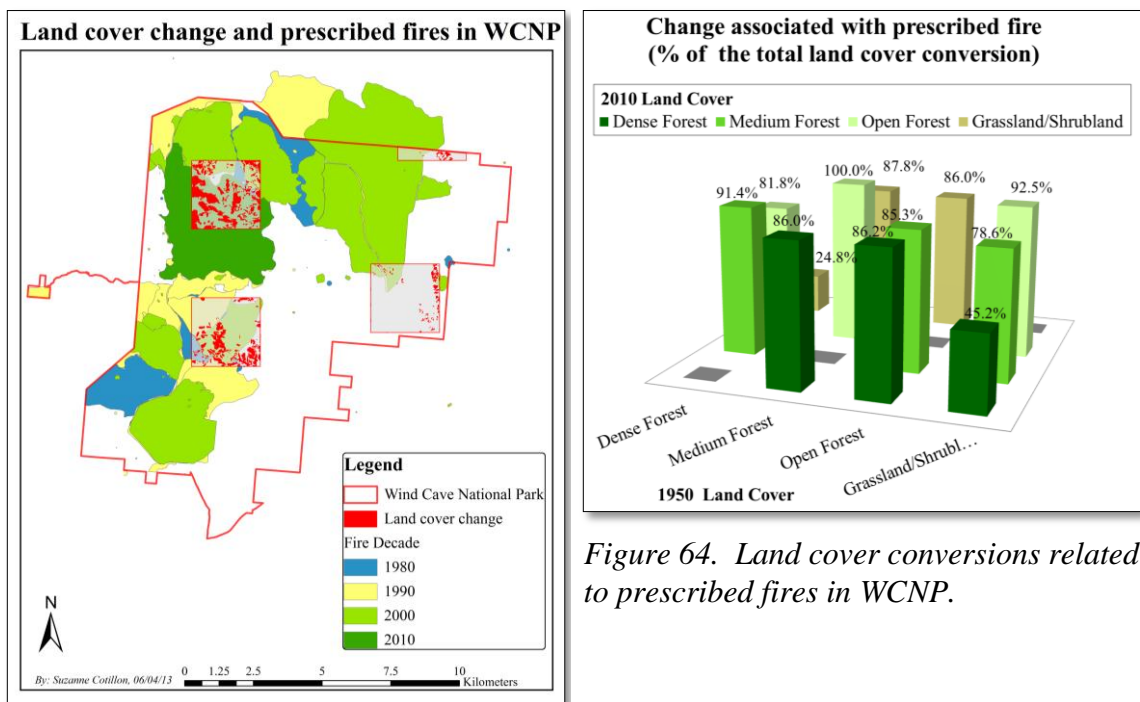 Land cover change and prescribed fires in WCNP
Legend
Wind Cave National Park
Land cover change
Fire Decade
1980
1990
2000
2010
N
By: Suzanne Cotillon, 06/04/13
0 1.25 2.5 5 7.5 10
Kilometers
Change associated with prescribed fire
(% of the total land cover conversion)
2010 Land Cover
Dense Forest Medium Forest Open Forest Grassland/Shrubland
91.4%
81.8%
100.0%
87.8%
86.0%
92.5%
86.0%
24.8%
86.2%
85.3%
78.6%
45.2%
Dense Forest
Medium Forest
Open Forest
Grassland/Shrubl…
1950 Land Cover
Figure 64. Land cover conversions related
to prescribed fires in WCNP.